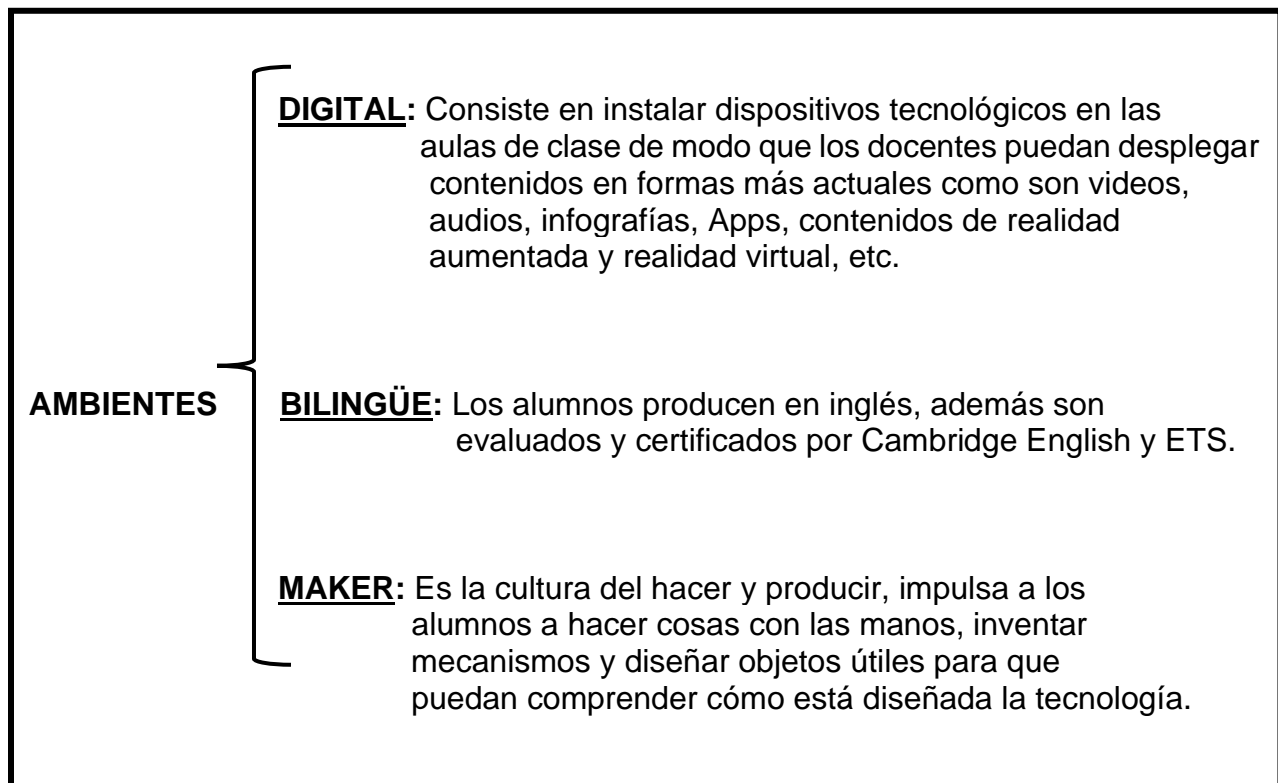 DIGITAL: Consiste en instalar dispositivos tecnológicos en las
aulas de clase de modo que los docentes puedan desplegar
contenidos en formas más actuales como son videos,
audios, infografías, Apps, contenidos de realidad
aumentada y realidad virtual, etc.
AMBIENTES
BILINGÜE: Los alumnos producen en inglés, además son
evaluados y certificados por Cambridge English y ETS.
MAKER: Es la cultura del hacer y producir, impulsa a los
alumnos a hacer cosas con las manos, inventar
mecanismos y diseñar objetos útiles para que
puedan comprender cómo está diseñada la tecnología.